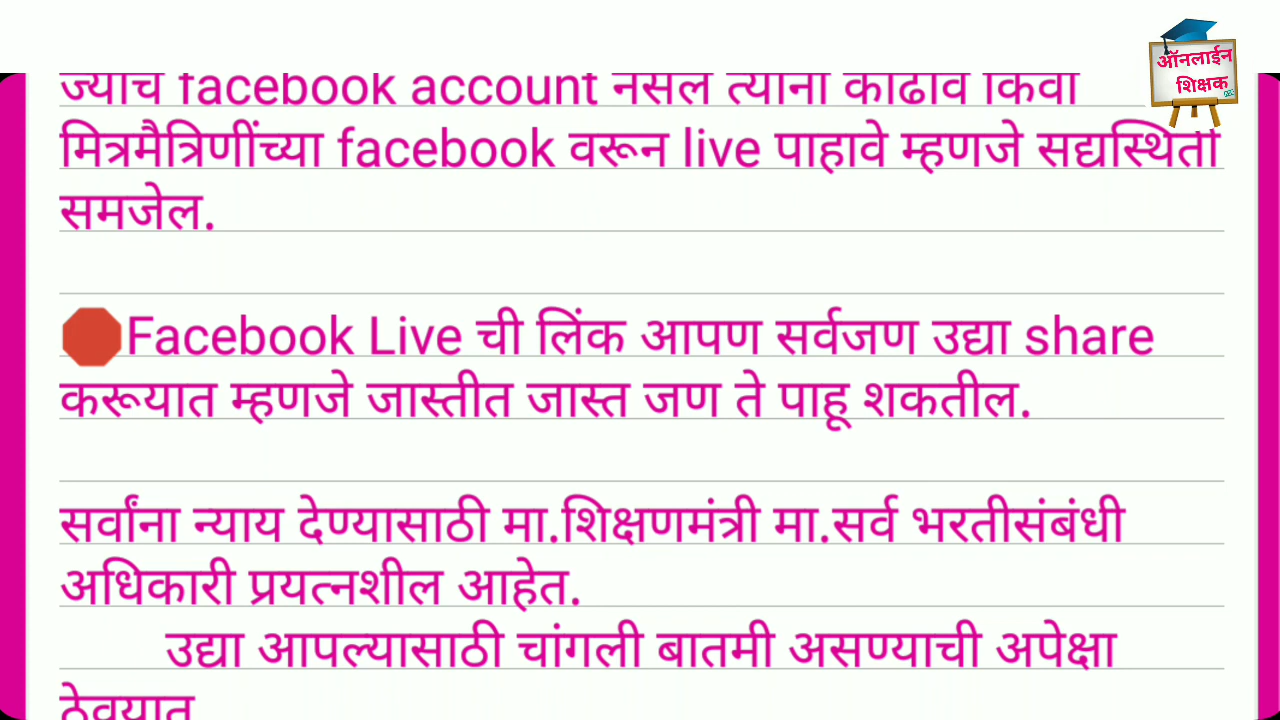 ज्यांचे facebook account नसेल त्यांनी काढावे किंवा
मित्रमैत्रिणींच्या facebook वरून live पाहावे म्हणजे सद्यस्थिती
समजेल.
🛑Facebook Live ची लिंक आपण सर्वजण उद्या share
करूयात म्हणजे जास्तीत जास्त जण ते पाहू शकतील.
सर्वांना न्याय देण्यासाठी मा.शिक्षणमंत्री मा.सर्व भरतीसंबंधी
अधिकारी प्रयत्नशील आहेत.
उद्या आपल्यासाठी चांगली बातमी असण्याची अपेक्षा
ठेवूयात
ऑनलाईन
शिक्षक